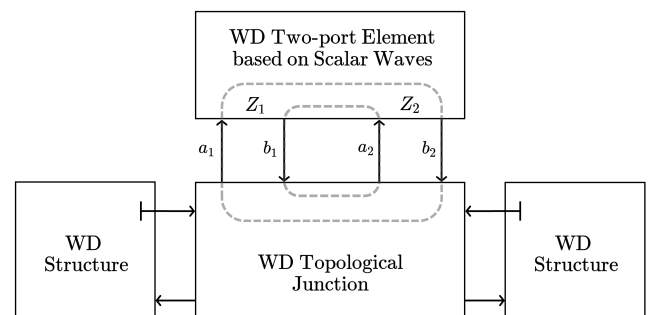 WD Two-port Element
based on Scalar Waves
Z1 Z2
a1 b1 a2 b2
WD
Structure
WD Topological
Junction
WD
Structure